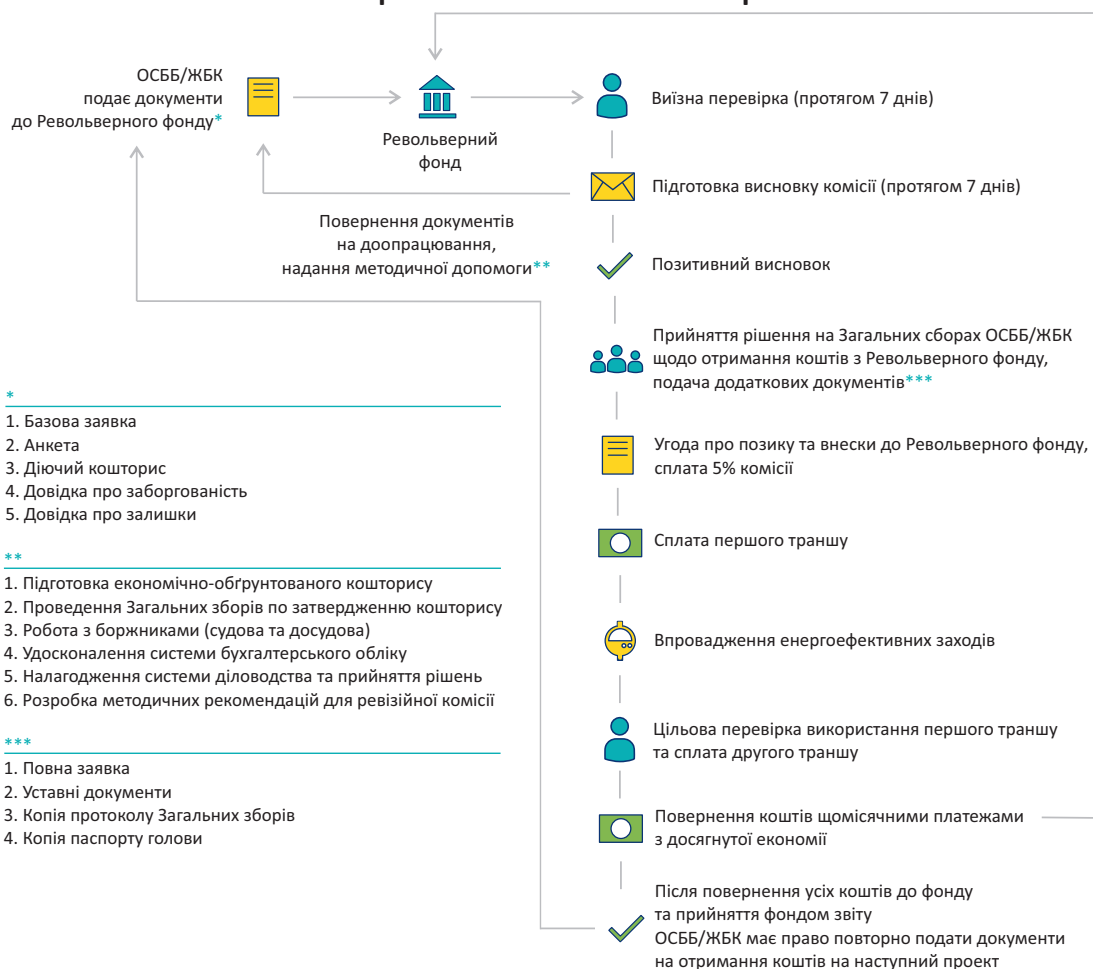 ОСББ/ЖБК
подає документи
до Револьверного фонду*
Револьверний
фонд
Виїзна перевірка (протягом 7 днів)
Підготовка висновку комісії (протягом 7 днів)
Повернення документів
на доопрацювання,
надання методичної допомоги**
Позитивний висновок
Прийняття рішення на Загальних сборах ОСББ/ЖБК
щодо отримання коштів з Револьверного фонду,
подача додаткових документів***
Угода про позику та внески до Револьверного фонду,
сплата 5% комісії
Сплата першого траншу
Впровадження енергоефективних заходів
Цільова перевірка використання першого траншу
та сплата другого траншу
Повернення коштів щомісячними платежами
з досягнутої економії
Після повернення усіх коштів до фонду
та прийняття фондом звіту
ОСББ/ЖБК має право повторно подати документи
на отримання коштів на наступний проект
*
1. Базова заявка
2. Анкета
3. Діючий кошторис
4. Довідка про заборгованість
5. Довідка про залишки
**
1. Підготовка економічно-обґрунтованого кошторису
2. Проведення Загальних зборів по затвердженню кошторису
3. Робота з боржниками (судова та досудова)
4. Удосконалення системи бухгалтерського обліку
5. Налагодження системи діловодства та прийняття рішень
6. Розробка методичних рекомендацій для ревізійної комісії
***
1. Повна заявка
2. Уставні документи
3. Копія протоколу Загальних зборів
4. Копія паспорту голови